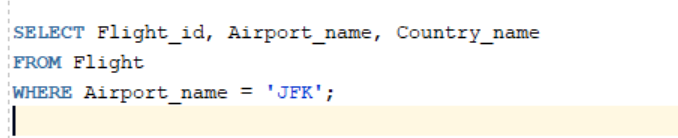 SELECT Flight_id, Airport_name, Country_name
FROM Flight
WHERE Airport_name = 'JFK';